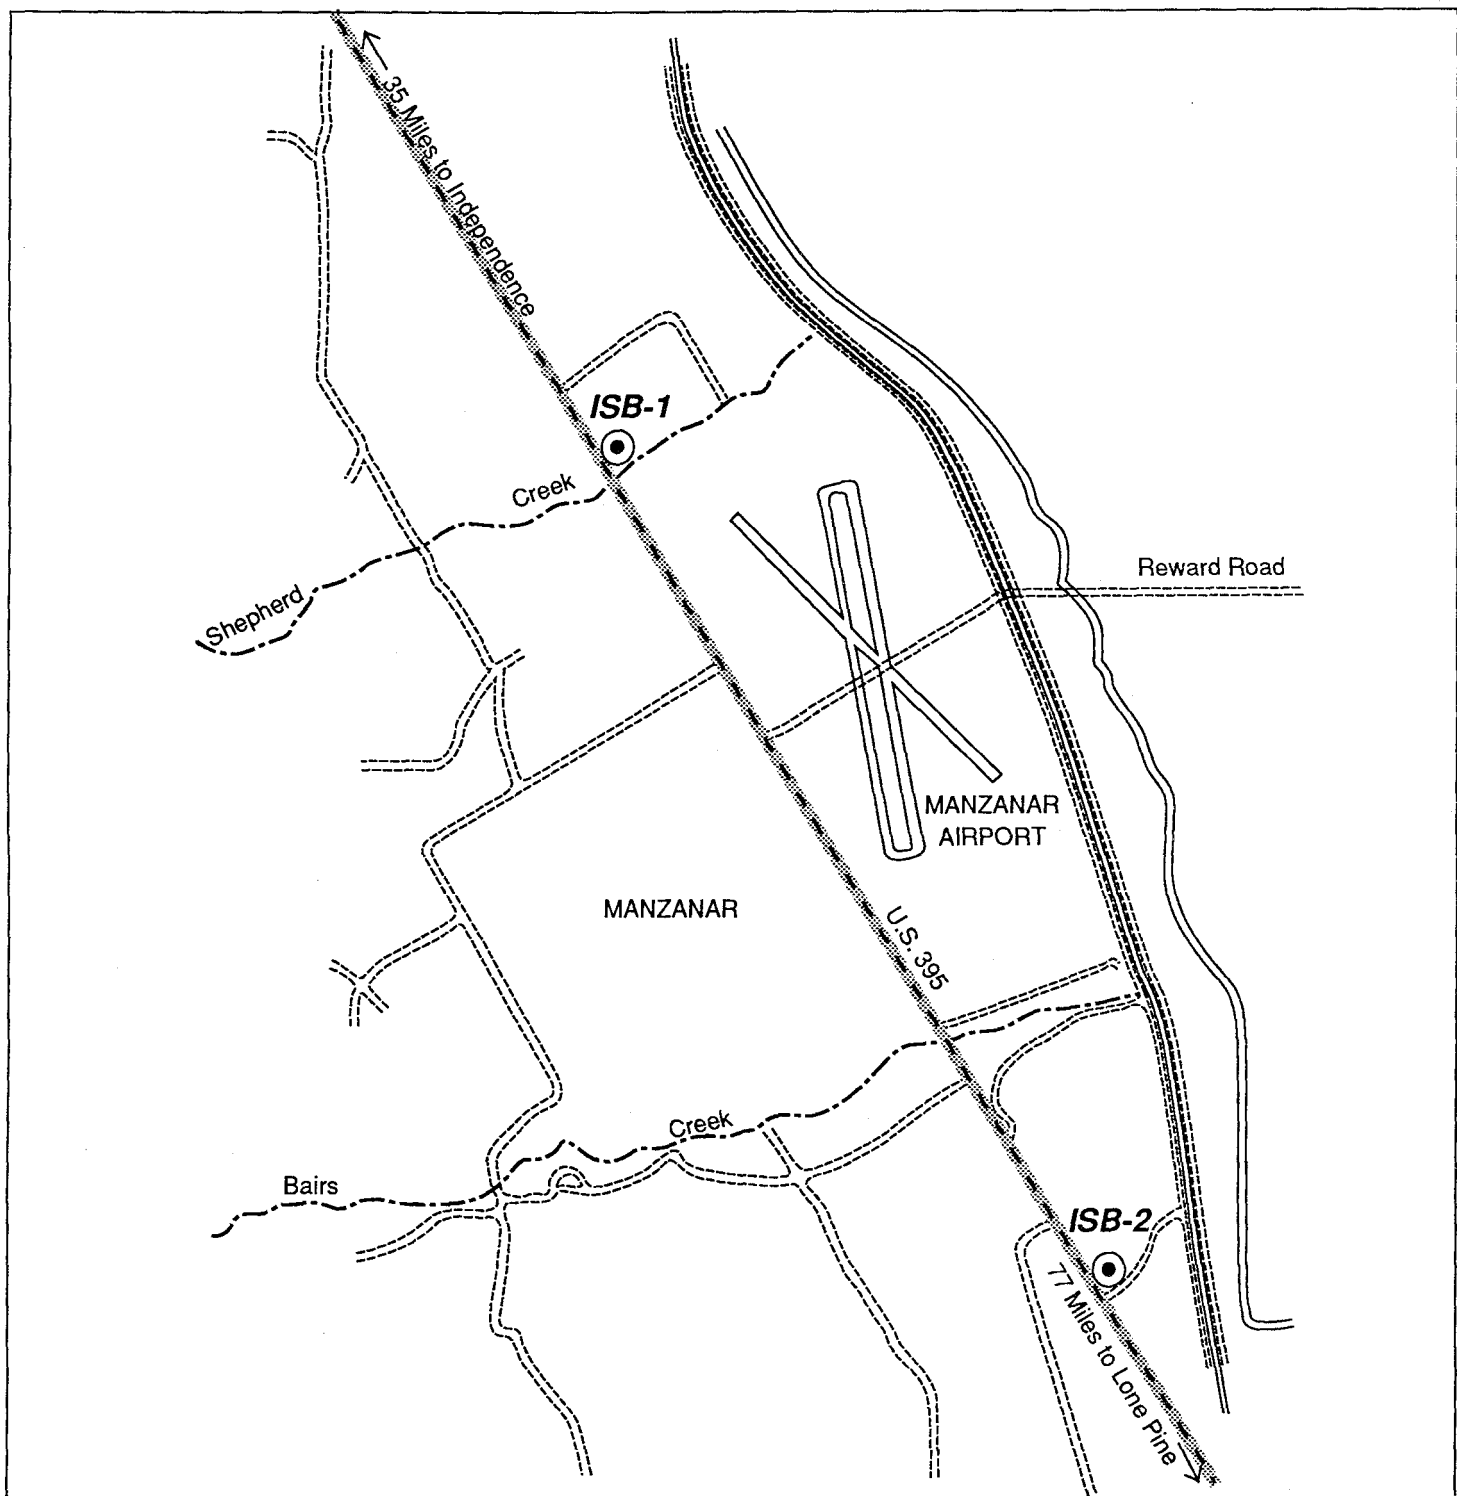 35 Miles to Independence
ISB-1
Creek
Shepherd
Reward Road
MANZANAR
AIRPORT
MANZANAR
U.S. 395
Creek
Bairs
ISB-2
77 Miles to Lone Pine